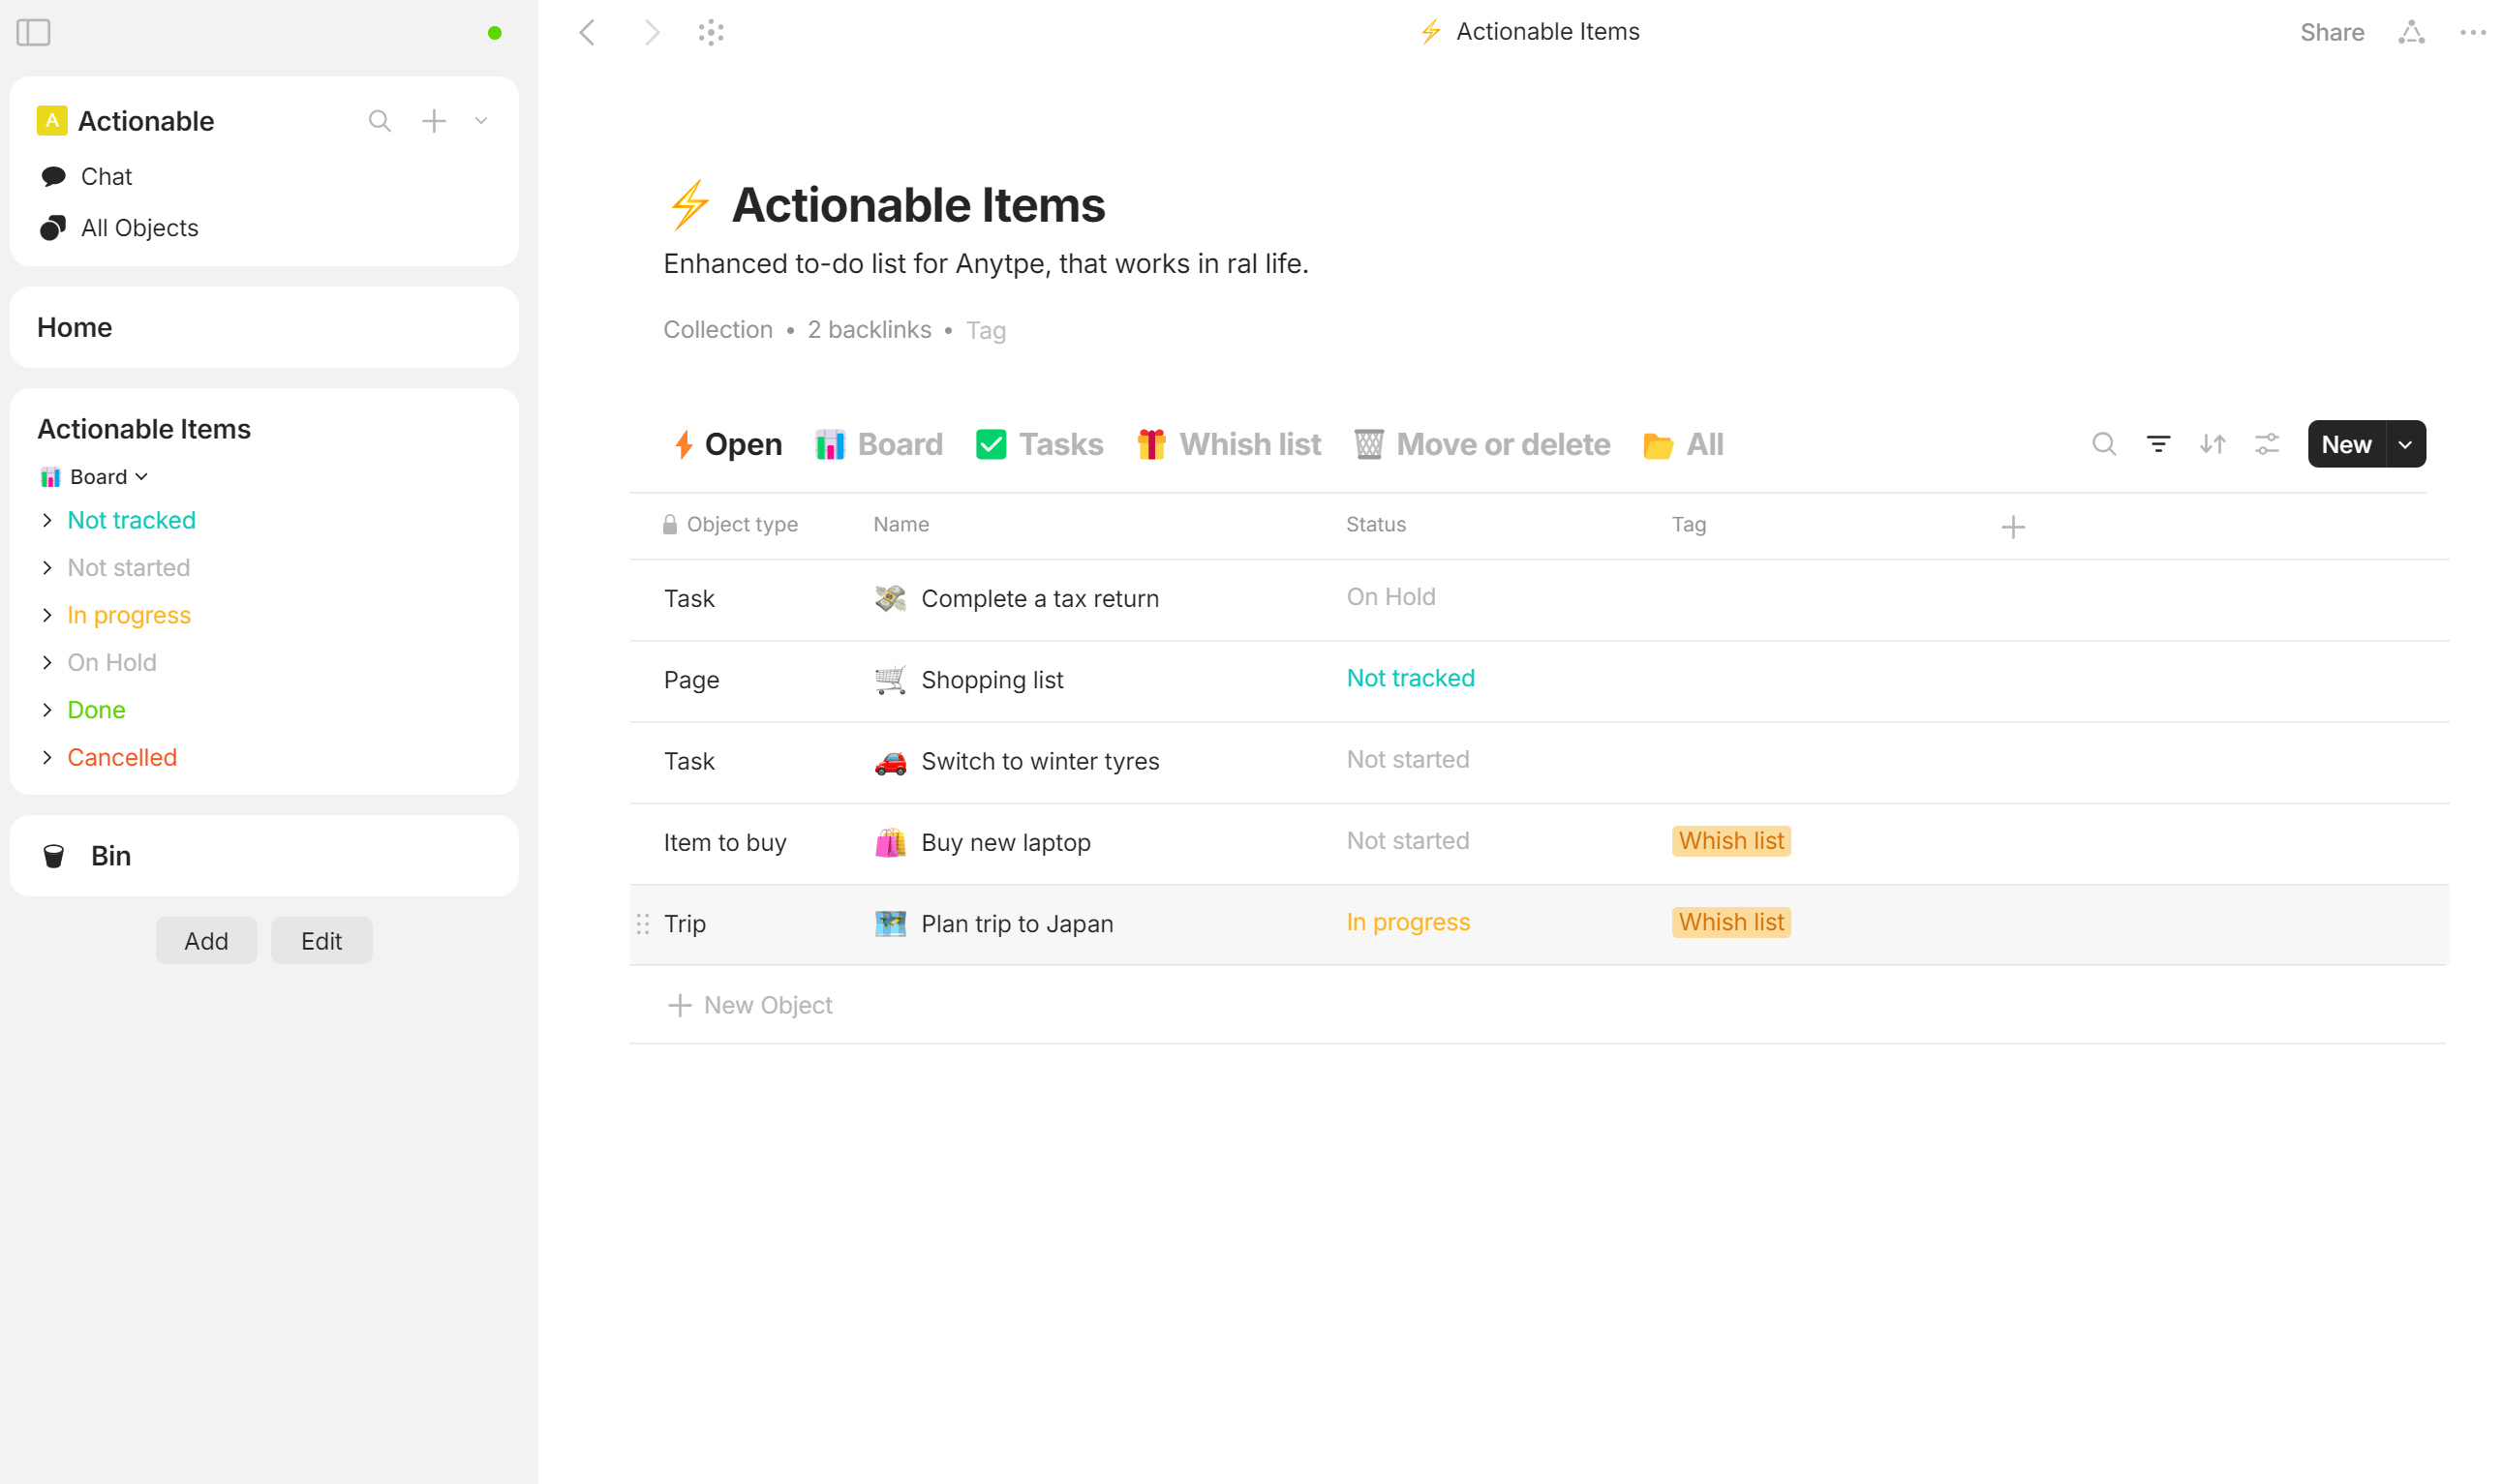 Actionable Items
Share
A Actionable
Chat
All Objects
Home
Actionable Items
Board
Not tracked
Not started
In progress
On Hold
Done
Cancelled
Bin
Add Edit
Actionable Items
Enhanced to-do list for Anytpe, that works in ral life.
Collection • 2 backlinks • Tag
Open Board Tasks Whish list Move or delete All New
Object type Name Status Tag
Task Complete a tax return On Hold
Page Shopping list Not tracked
Task Switch to winter tyres Not started
Item to buy Buy new laptop Not started Whish list
Trip Plan trip to Japan In progress Whish list
New Object